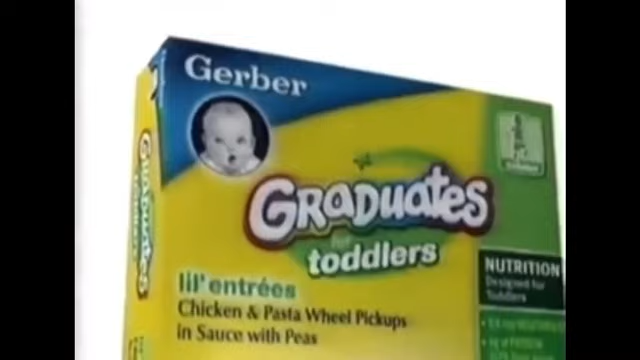 Gerber
GRADUATES
for
toddlers
lil' entrées
Chicken & Pasta Wheel Pickups
in Sauce with Peas
NUTRITION
Designed for
Toddlers
GRADUATES
toddlers